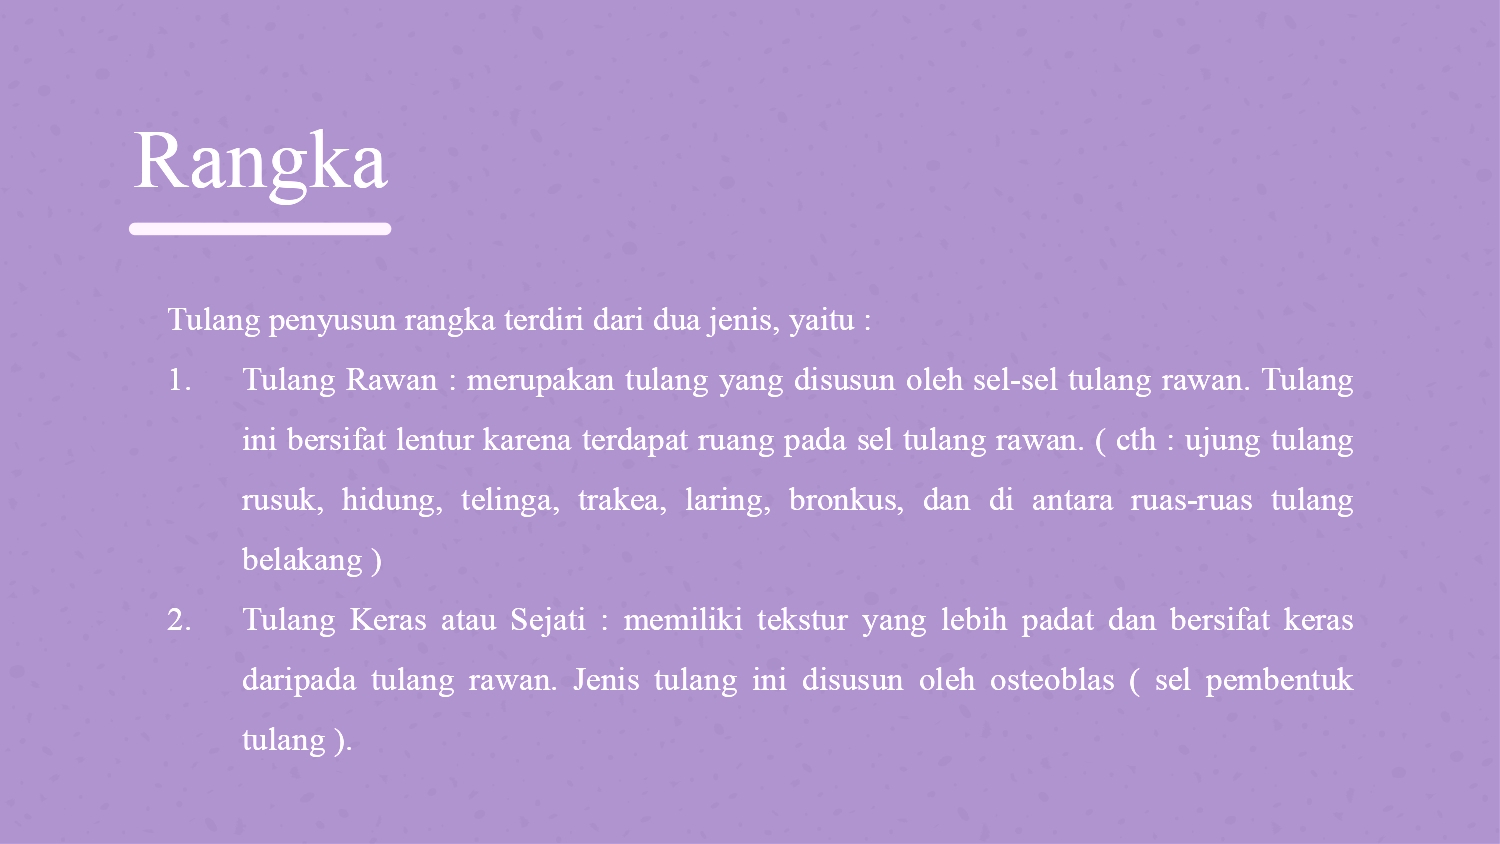 Rangka
Tulang penyusun rangka terdiri dari dua jenis, yaitu :
1. Tulang Rawan : merupakan tulang yang disusun oleh sel-sel tulang rawan. Tulang
ini bersifat lentur karena terdapat ruang pada sel tulang rawan. ( cth : ujung tulang
rusuk, hidung, telinga, trakea, laring, bronkus, dan di antara ruas-ruas tulang
belakang )
2. Tulang Keras atau Sejati : memiliki tekstur yang lebih padat dan bersifat keras
daripada tulang rawan. Jenis tulang ini disusun oleh osteoblas ( sel pembentuk
tulang ).